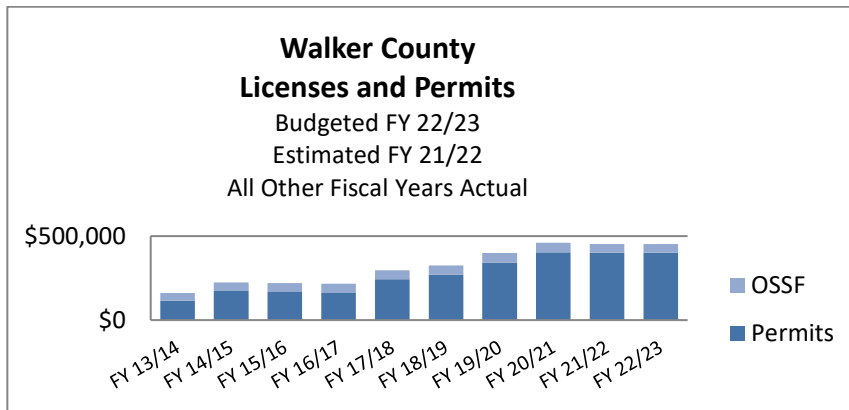 Walker County
Licenses and Permits
Budgeted FY 22/23
Estimated FY 21/22
All Other Fiscal Years Actual
$500,000
$0
FY 13/14
FY 14/15
FY 15/16
FY 16/17
FY 17/18
FY 18/19
FY 19/20
FY 20/21
FY 21/22
FY 22/23
OSSF
Permits